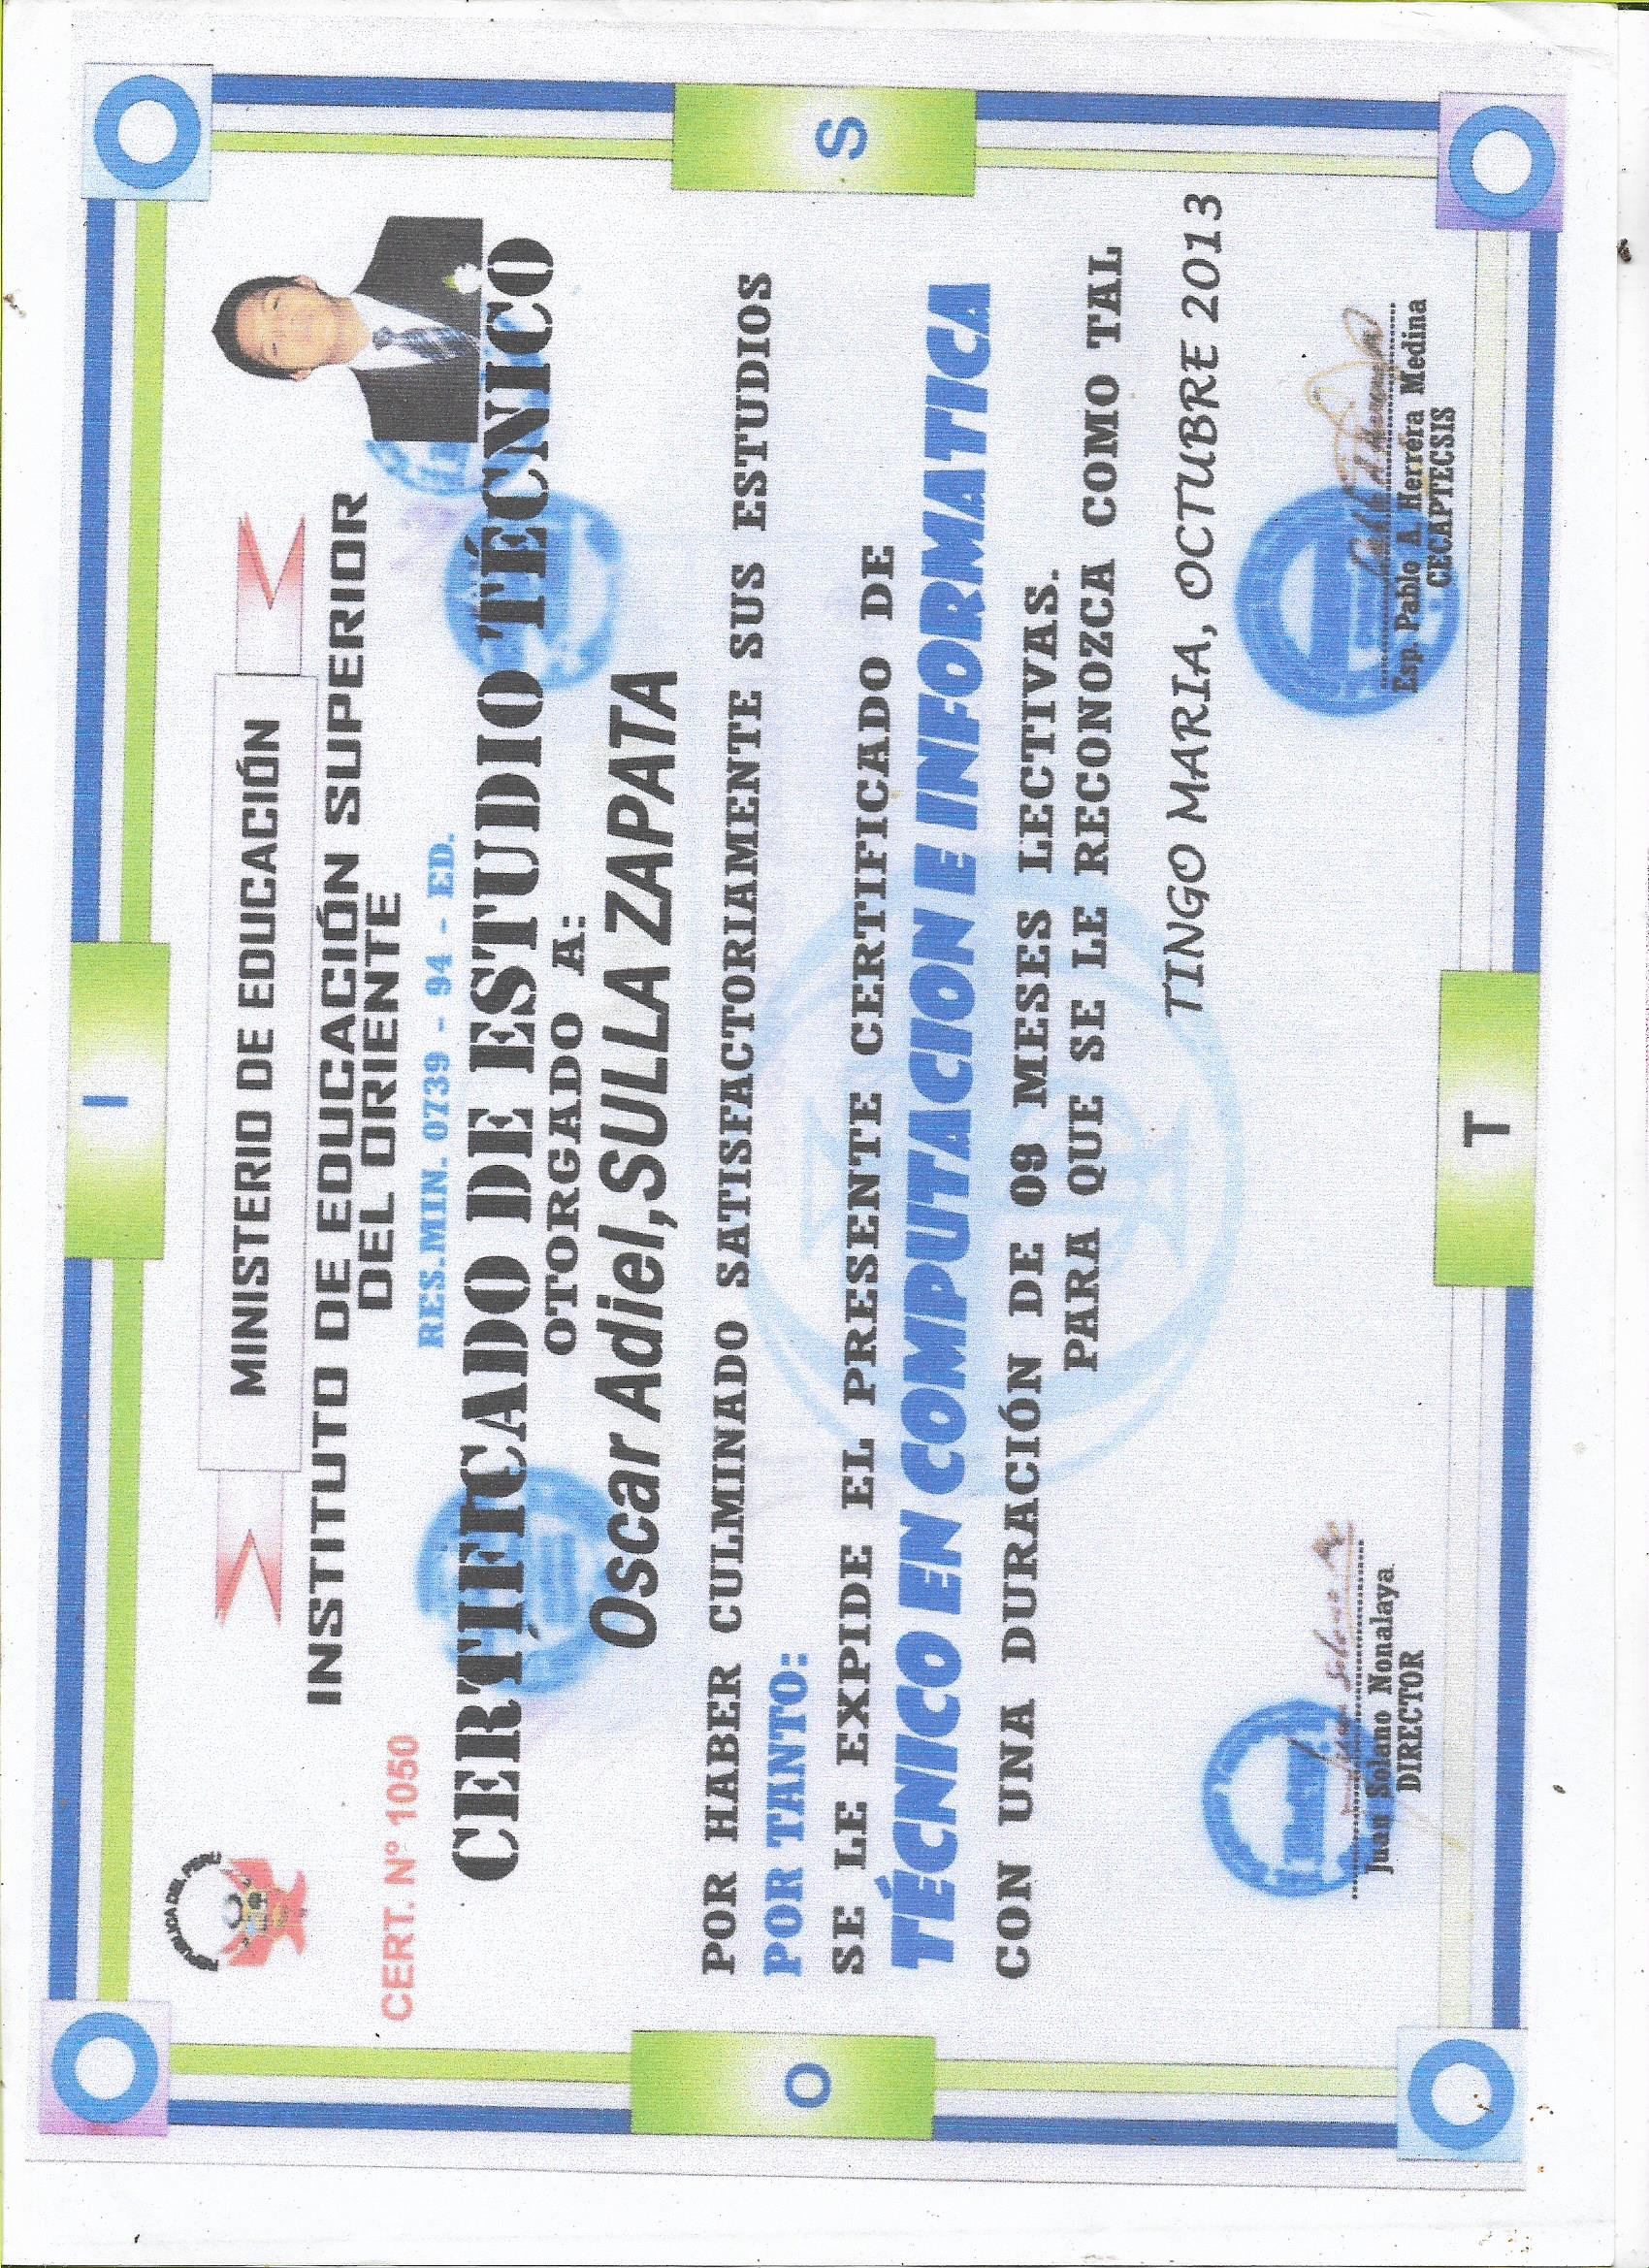 I
REPUBLICA DEL PERU
MINISTERIO DE EDUCACIÓN
INSTITUTO DE EDUCACIÓN SUPERIOR
DEL ORIENTE
CERT. Nº 1050
RES.MIN. 0739 - 94 - ED.
CERTIFICADO DE ESTUDIO TÉCNICO
OTORGADO A:
Oscar Adiel,SULLA ZAPATA
POR HABER CULMINADO SATISFACTORIAMENTE SUS ESTUDIOS
POR TANTO:
O
S
SE LE EXPIDE EL PRESENTE CERTIFICADO DE
TÉCNICO EN COMPUTACION E INFORMATICA
CON UNA DURACIÓN DE 09 MESES LECTIVAS.
PARA QUE SE LE RECONOZCA COMO TAL
TINGO MARIA, OCTUBRE 2013
Juan Solano Nonalaya
DIRECTOR
Esp. Pablo A. Herrera Medina
CECAPTECSIS
T